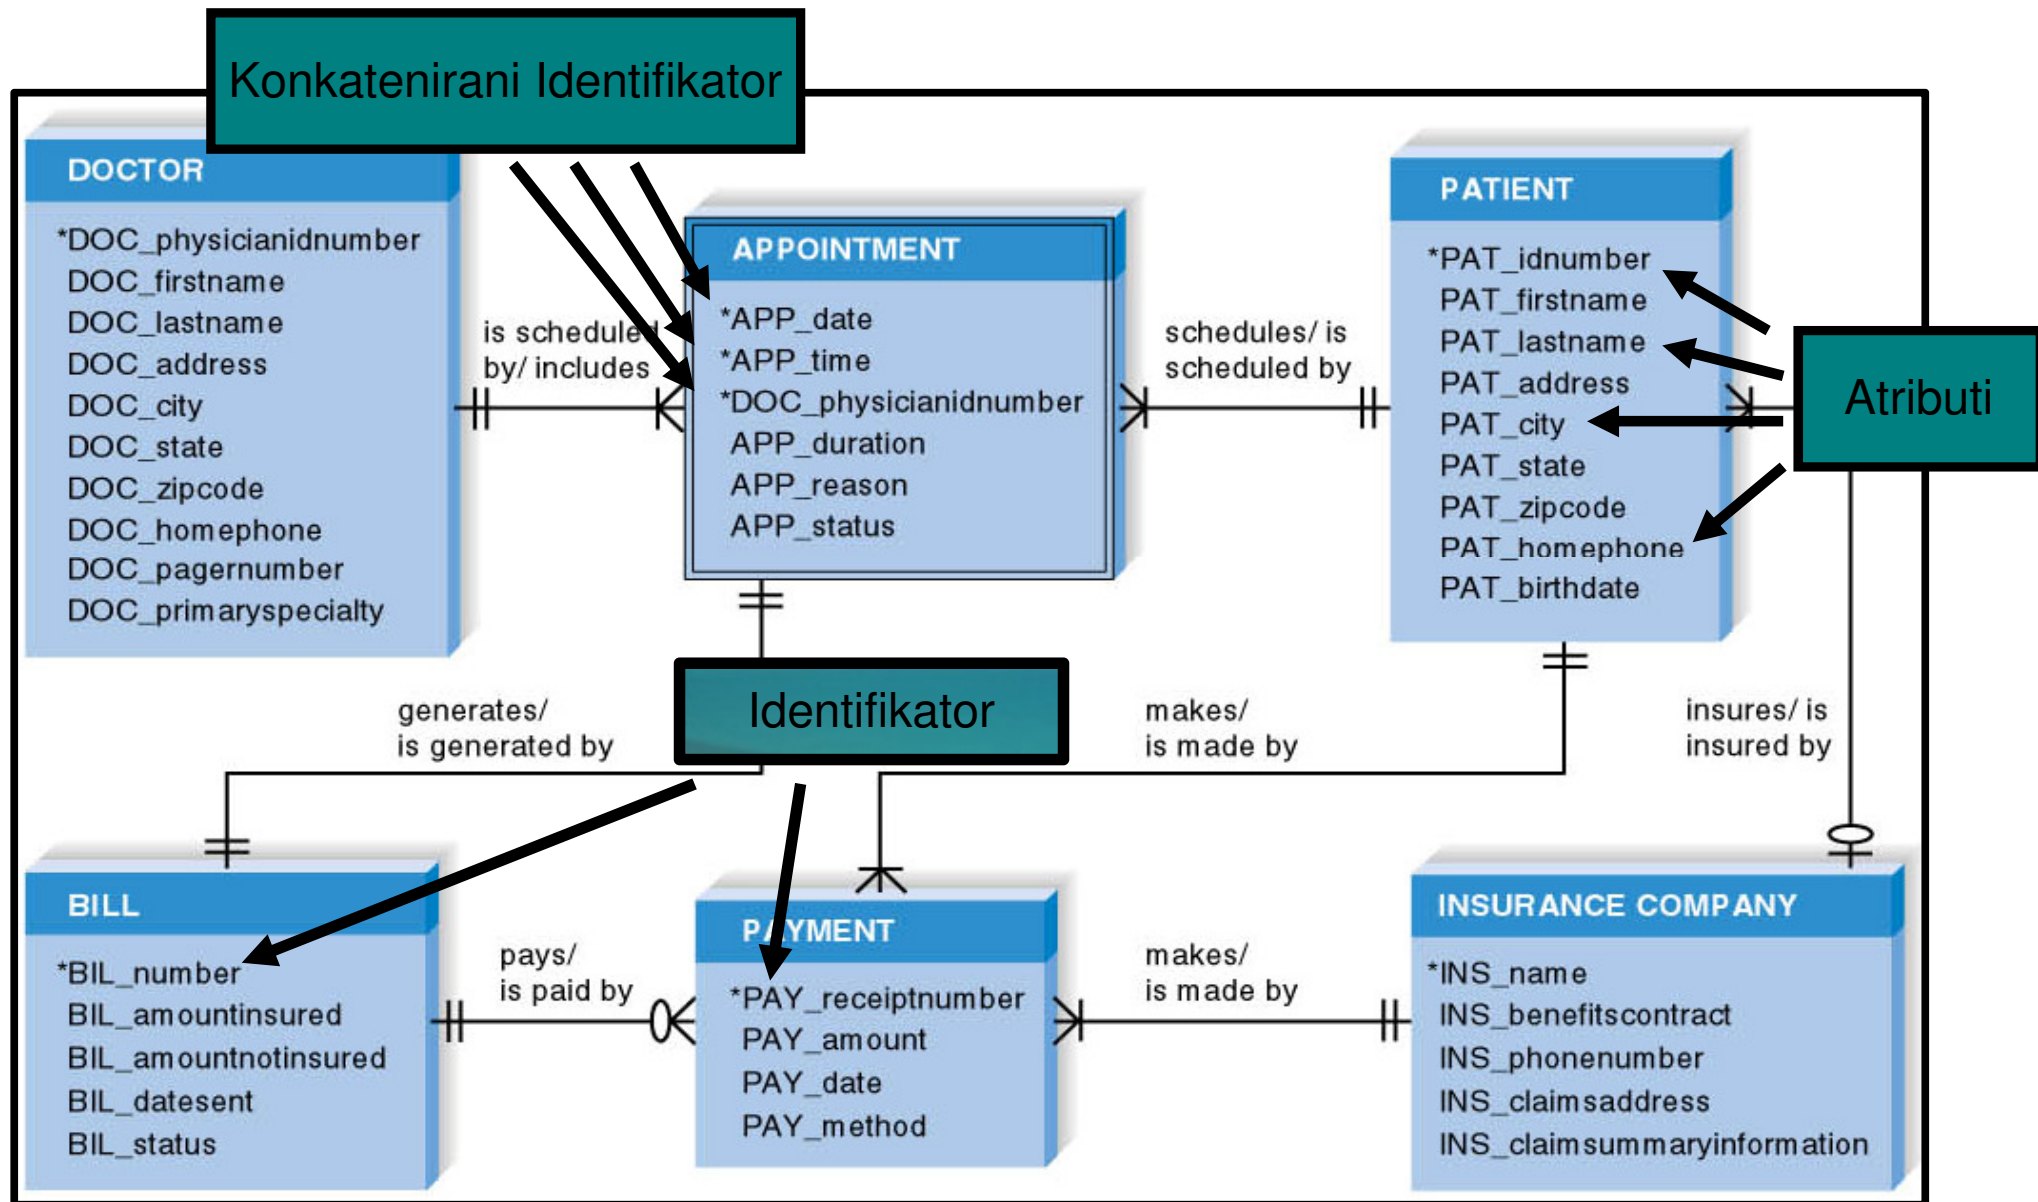 Konkatenirani Identifikator
DOCTOR
*DOC_physicianidnumber
DOC_firstname
DOC_lastname
DOC_address
DOC_city
DOC_state
DOC_zipcode
DOC_homephone
DOC_pagernumber
DOC_primaryspecialty
is scheduled
by/ includes
APPOINTMENT
*APP_date
*APP_time
*DOC_physicianidnumber
APP_duration
APP_reason
APP_status
schedules/ is
scheduled by
PATIENT
*PAT_idnumber
PAT_firstname
PAT_lastname
PAT_address
PAT_city
PAT_state
PAT_zipcode
PAT_homephone
PAT_birthdate
Atributi
generates/
is generated by
Identifikator
makes/
is made by
insures/ is
insured by
BILL
*BIL_number
BIL_amountinsured
BIL_amountnotinsured
BIL_datesent
BIL_status
pays/
is paid by
PAYMENT
*PAY_receiptnumber
PAY_amount
PAY_date
PAY_method
makes/
is made by
INSURANCE COMPANY
*INS_name
INS_benefitscontract
INS_phonenumber
INS_claimsaddress
INS_claimsummaryinformation